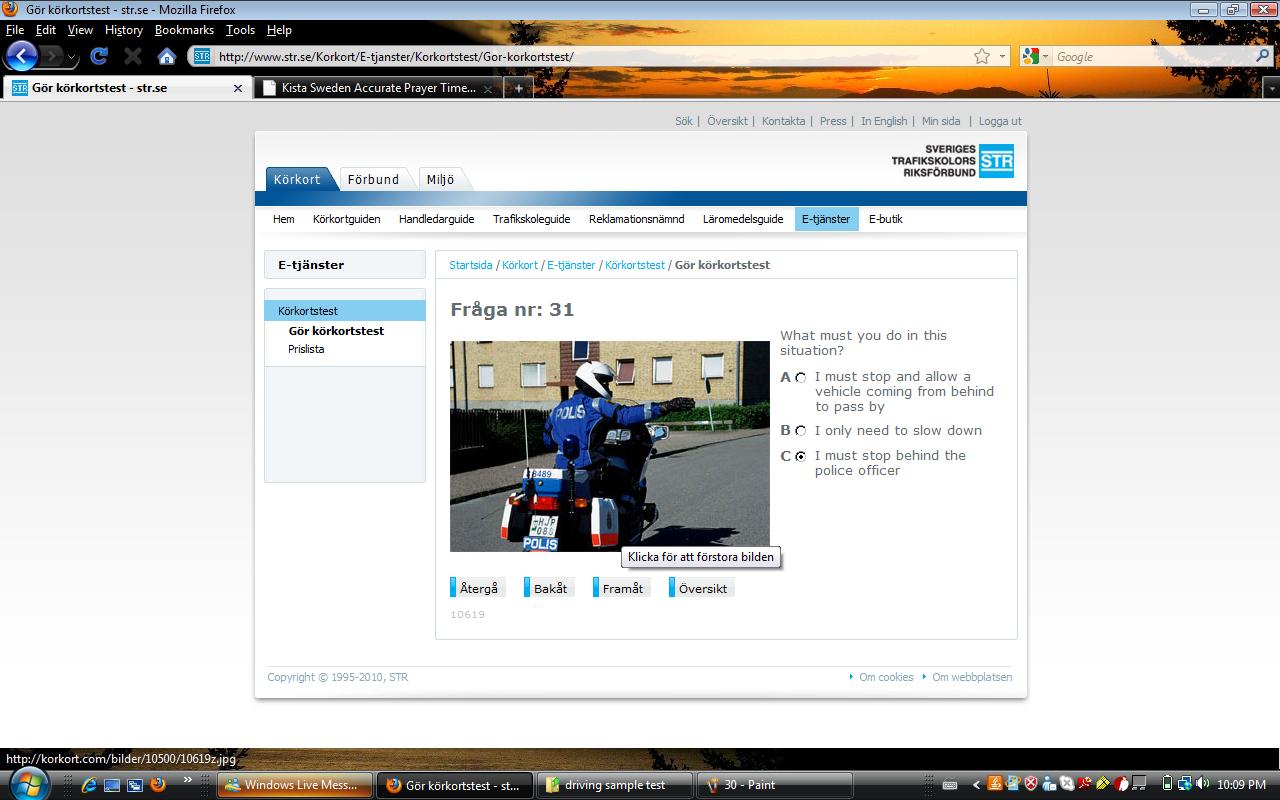 Gör körkortstest - str.se - Mozilla Firefox
File Edit View History Bookmarks Tools Help
http://www.str.se/Korkort/E-tjanster/Korkortstest/Gor-korkortstest/
Google
Gör körkortstest - str.se
Kista Sweden Accurate Prayer Time...
Sök | Översikt | Kontakta | Press | In English | Min sida | Logga ut
SVERIGES
TRAFIKSKOLORS
RIKSFÖRBUND
STR
Körkort Förbund Miljö
Hem Körkortguiden Handledarguide Trafikskoleguide Reklamationsnämnd Läromedelsguide E-tjänster E-butik
E-tjänster
Körkortstest
Gör körkortstest
Prislista
Startsida / Körkort / E-tjänster / Körkortstest / Gör körkortstest
Fråga nr: 31
POLIS
8489
HJP
080
POLIS
What must you do in this
situation?
A I must stop and allow a
vehicle coming from behind
to pass by
B I only need to slow down
C I must stop behind the
police officer
Klicka för att förstora bilden
Återgå Bakåt Framåt Översikt
10619
Copyright © 1995-2010, STR
Om cookies Om webbplatsen
http://korkort.com/bilder/10500/10619z.jpg
Windows Live Mess...
Gör körkortstest - st...
driving sample test
30 - Paint
10:09 PM